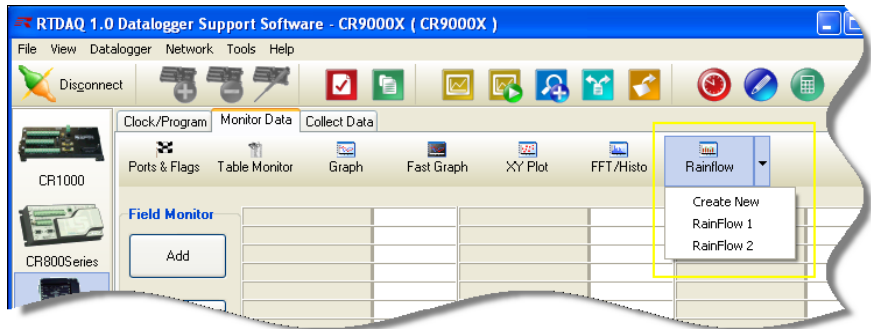 RTDAQ 1.0 Datalogger Support Software - CR9000X ( CR9000X )
File View Datalogger Network Tools Help
Disconnect
Clock/Program Monitor Data Collect Data
Ports & Flags Table Monitor Graph Fast Graph XY Plot FFT/Histo Rainflow
Create New
RainFlow 1
RainFlow 2
CR1000
Field Monitor
Add
CR800Series